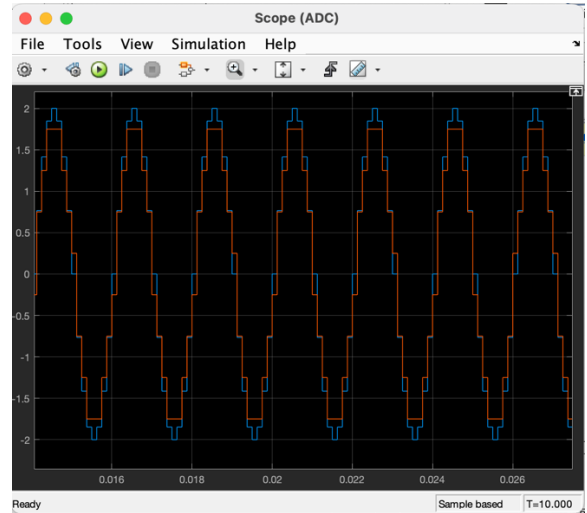 Scope (ADC)
File Tools View Simulation Help
2
1.5
1
0.5
0
-0.5
-1
-1.5
-2
0.016 0.018 0.02 0.022 0.024 0.026
Ready Sample based T=10.000